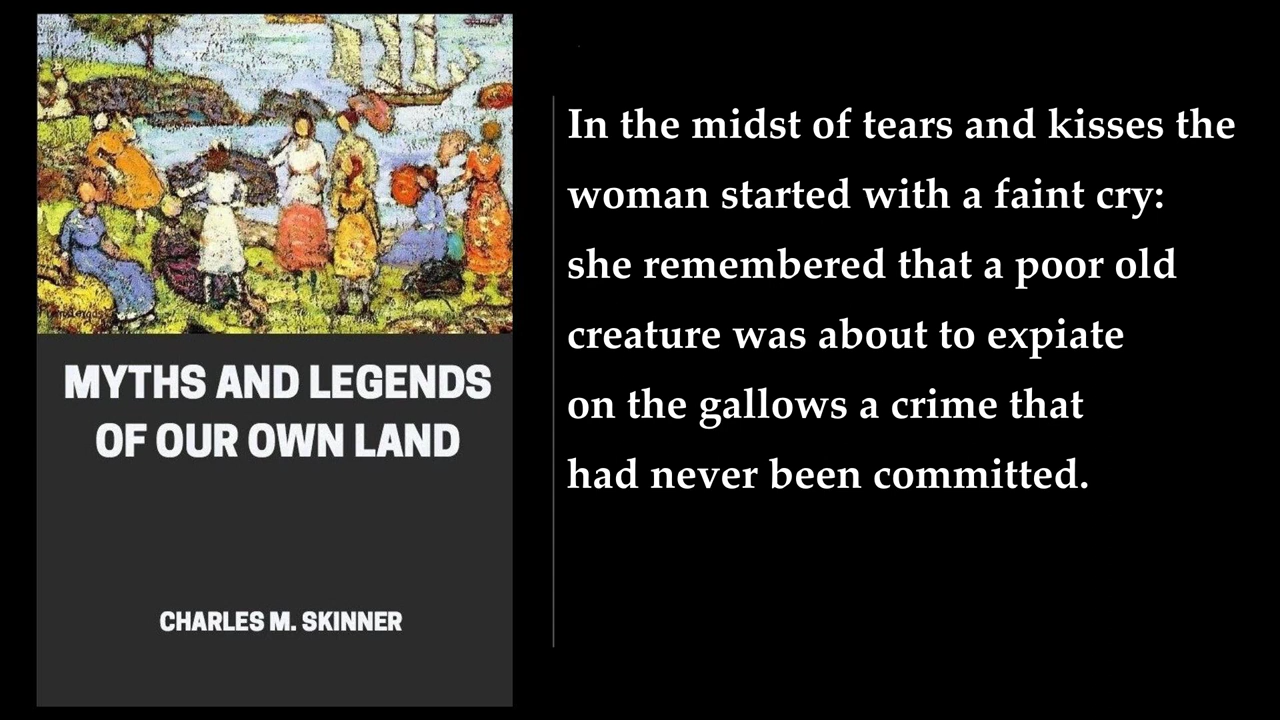 MYTHS AND LEGENDS
OF OUR OWN LAND
CHARLES M. SKINNER
In the midst of tears and kisses the
woman started with a faint cry:
she remembered that a poor old
creature was about to expiate
on the gallows a crime that
had never been committed.